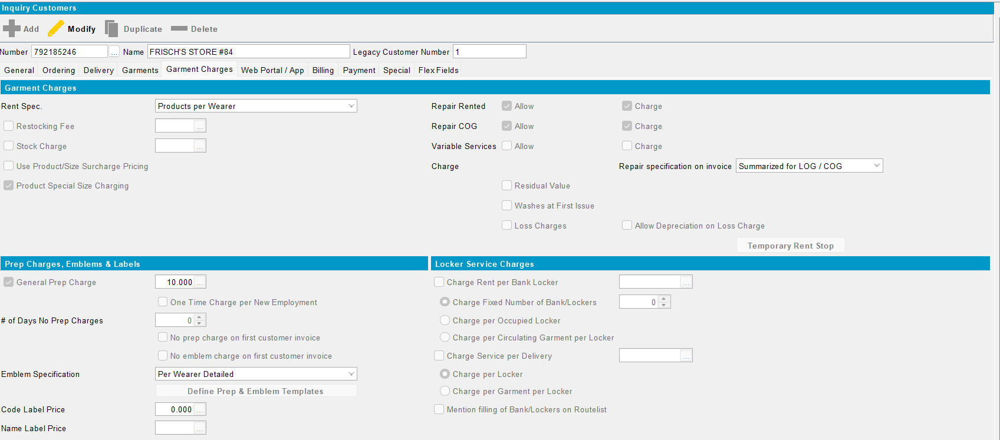 Inquiry Customers
Add Modify Duplicate Delete
Number 792185246 ... Name FRISCH'S STORE #84 Legacy Customer Number 1
General Ordering Delivery Garments Garment Charges Web Portal / App Billing Payment Special Flex Fields
Garment Charges
Rent Spec. Products per Wearer Repair Rented Allow Charge
Restocking Fee ... Repair COG Allow Charge
Stock Charge ... Variable Services Allow Charge
Use Product/Size Surcharge Pricing Charge Repair specification on invoice Summarized for LOG / COG
Product Special Size Charging Residual Value
Washes at First Issue
Loss Charges Allow Depreciation on Loss Charge
Temporary Rent Stop
Prep Charges, Emblems & Labels
General Prep Charge 10.000 ...
One Time Charge per New Employment
# of Days No Prep Charges 0
No prep charge on first customer invoice
No emblem charge on first customer invoice
Emblem Specification Per Wearer Detailed
Define Prep & Emblem Templates
Code Label Price 0.000 ...
Name Label Price ...
Locker Service Charges
Charge Rent per Bank Locker ...
Charge Fixed Number of Bank/Lockers 0
Charge per Occupied Locker
Charge per Circulating Garment per Locker
Charge Service per Delivery ...
Charge per Locker
Charge per Garment per Locker
Mention filling of Bank/Lockers on Routelist